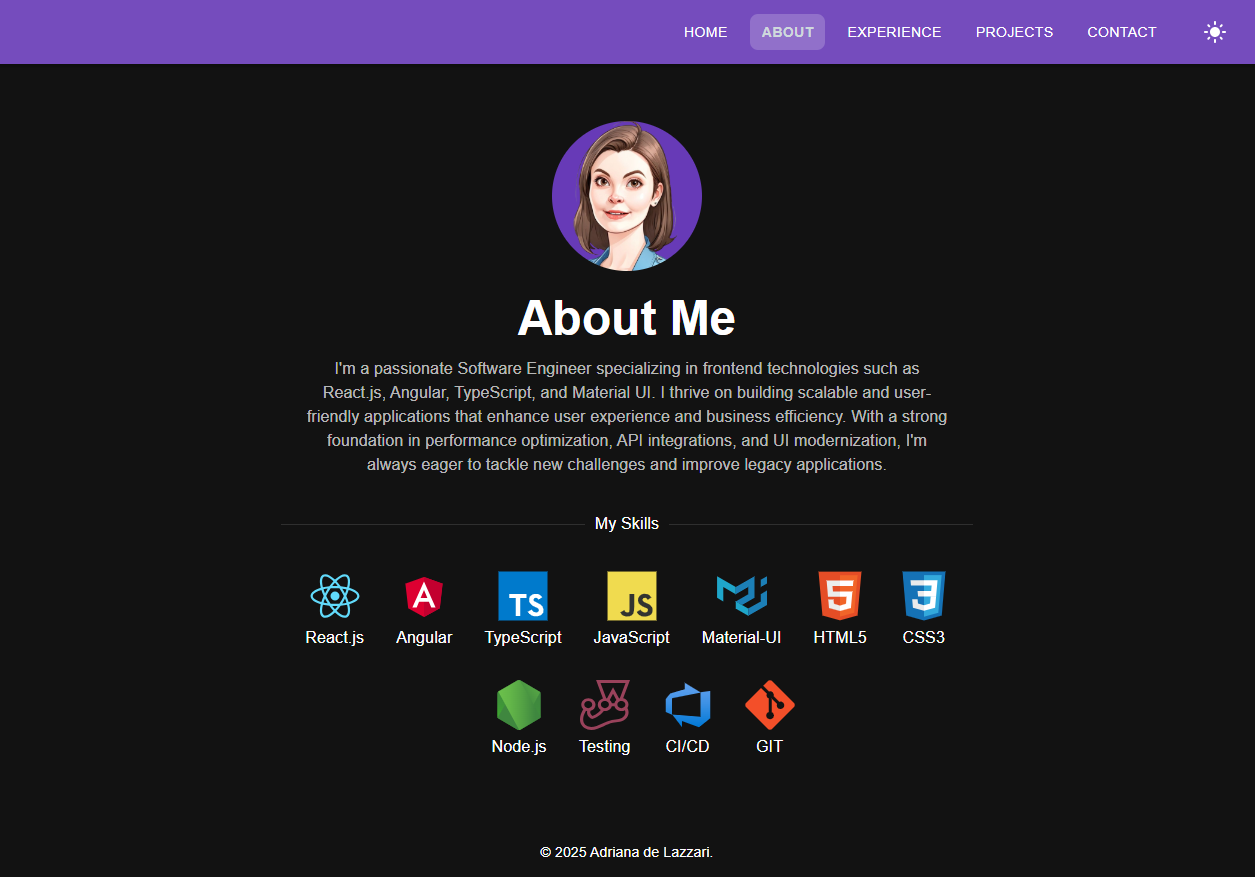 HOME ABOUT EXPERIENCE PROJECTS CONTACT
About Me
I'm a passionate Software Engineer specializing in frontend technologies such as
React.js, Angular, TypeScript, and Material UI. I thrive on building scalable and user-
friendly applications that enhance user experience and business efficiency. With a strong
foundation in performance optimization, API integrations, and UI modernization, I'm
always eager to tackle new challenges and improve legacy applications.
My Skills
A TS JS 5 3
React.js Angular TypeScript JavaScript Material-UI HTML5 CSS3
Node.js Testing CI/CD GIT
© 2025 Adriana de Lazzari.